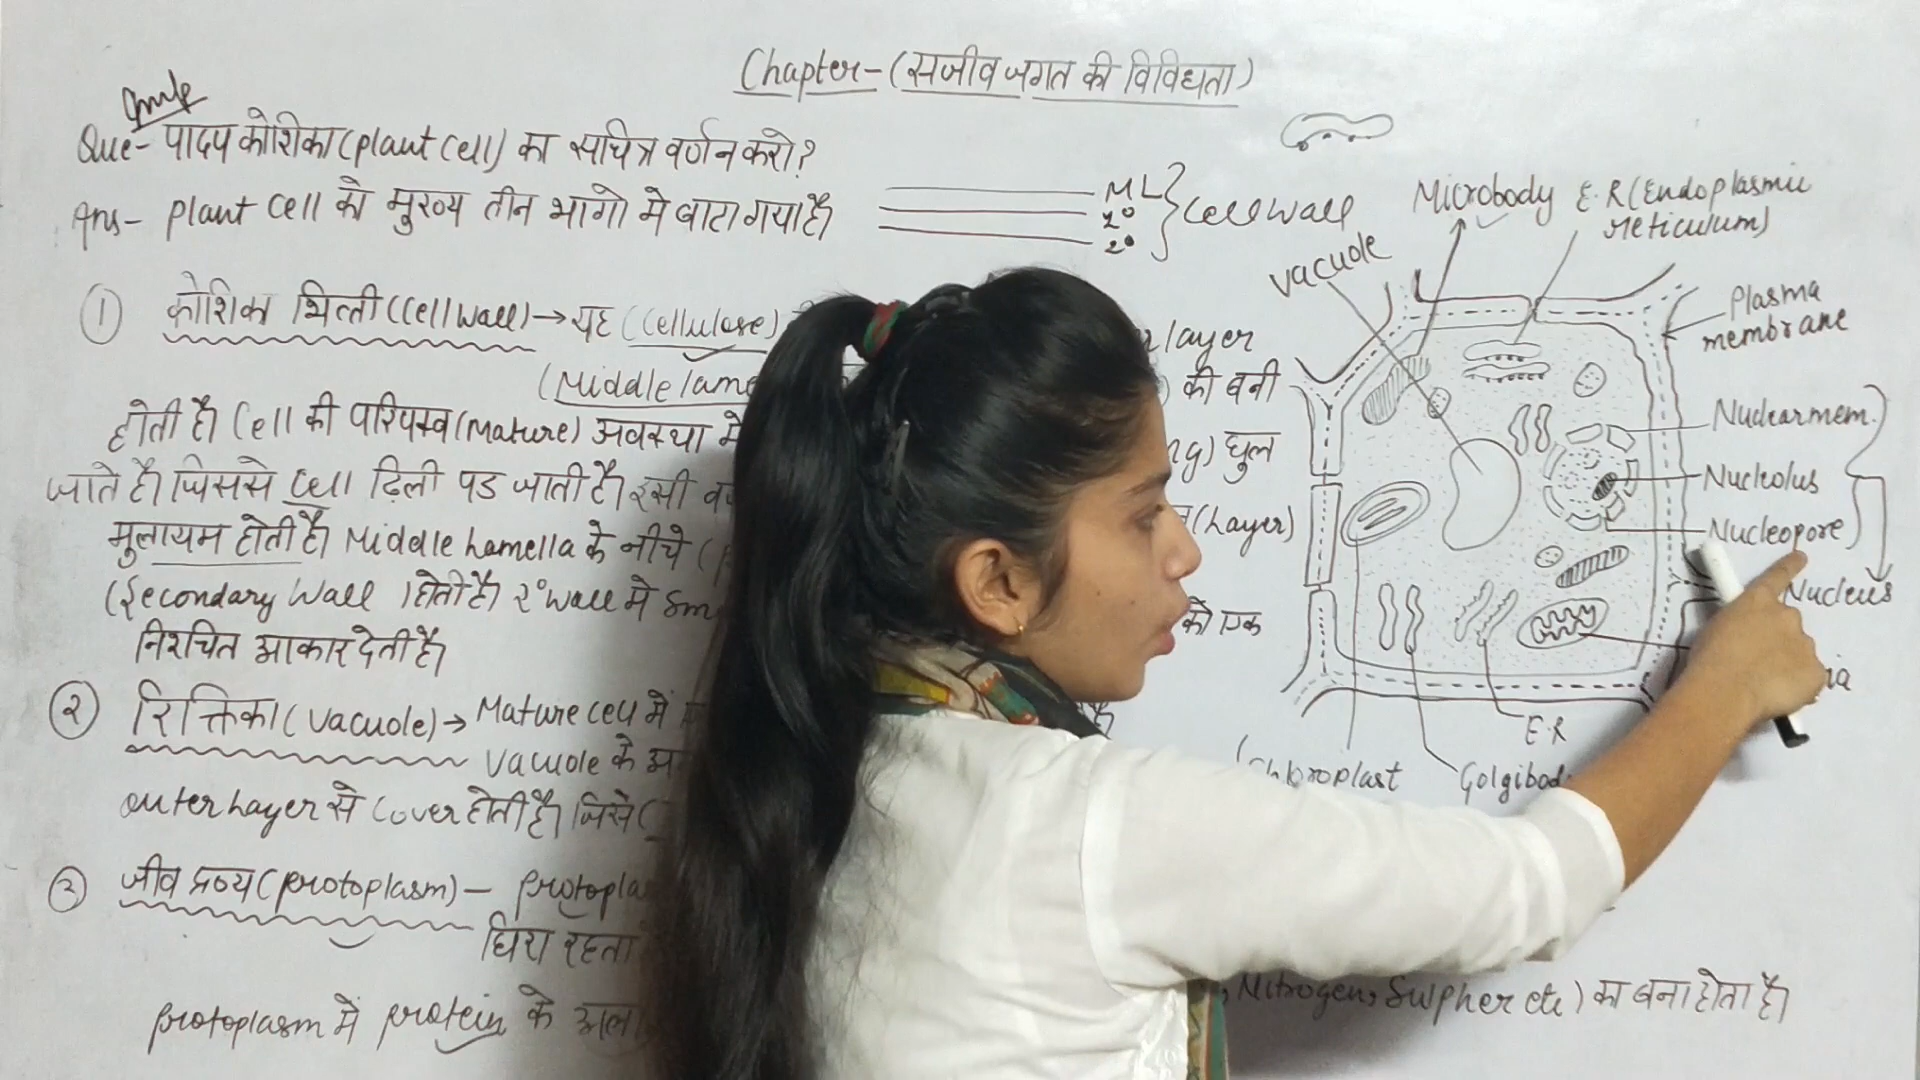 Chapter-(सजीव जगत की विविधता)
Que- पादप कोशिका (Plant Cell) का सचित्र वर्णन करो?
Ans- Plant Cell को मुख्य तीन भागो मे बाटा गया है
M L
2°
Cell wall
① कोशिका भित्ती (Cell wall) → यह (Cellulose)
layer
(Middle lame
की बनी
होती है। Cell की परिपक्व (Mature) अवस्था मे
घुल
जाते है। जिससे Cell ढ़िली पड जाती है। इसी व
(Layer)
मुलायम होती है। Middle Lamella के नीचे (
(Secondary Wall) होती है। 2° Wall मे Sm
को एक
निश्चित आकार देती है।
② रिक्तिका (Vacuole) → Mature cell में
Vacuole के अ
outer Layer से Cover होती है। जिसे (
③ जीव द्रव्य (protoplasm) - Protopla
घिरा रहता
protoplasm में protein के अला
, Nitrogen, Sulpher etc) का बना होता है।
Vacuole
Microbody
E.R (Endoplasmic
reticulum)
Plasma
membrane
Nuclear mem.
Nucleolus
Nucleopore
Nucleus
ia
E.R
Chloroplast
Golgibod